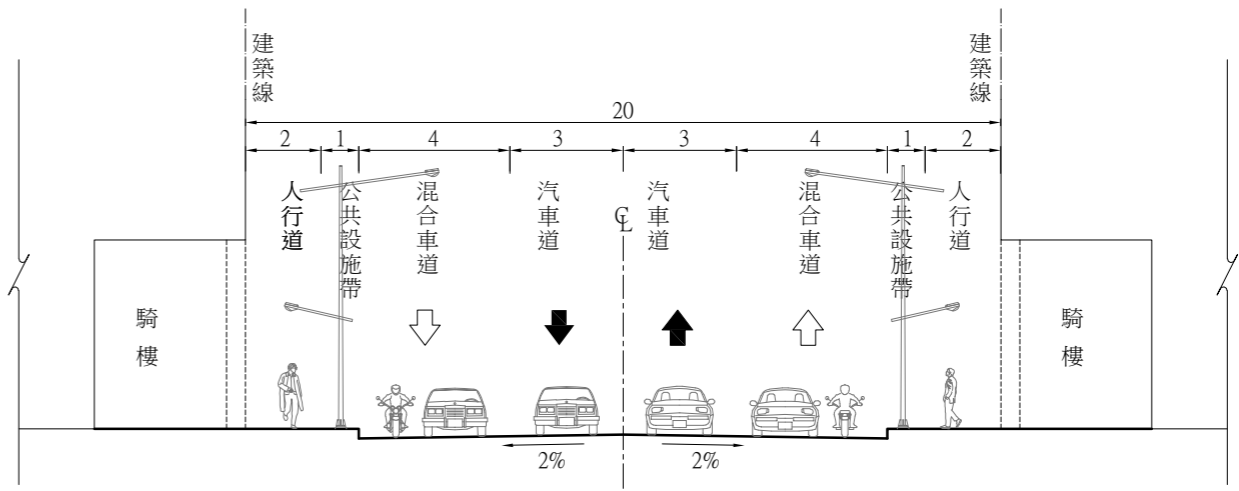 建築線
建築線
20
2 1 4 3 3 4 1 2
人行道
公共設施帶
混合車道
汽車道
℄
汽車道
混合車道
公共設施帶
人行道
騎樓
騎樓
2% 2%